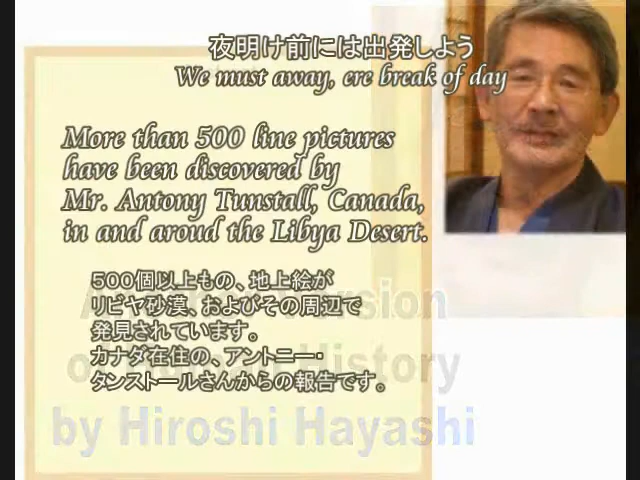 夜明け前には出発しよう
We must away, ere break of day
More than 500 line pictures
have been discovered by
Mr. Antony Tunstall, Canada,
in and aroud the Libya Desert.
500個以上もの、地上絵が
リビヤ砂漠、およびその周辺で
発見されています。
カナダ在住の、アントニー・
タンストールさんからの報告です。
History
by Hiroshi Hayashi